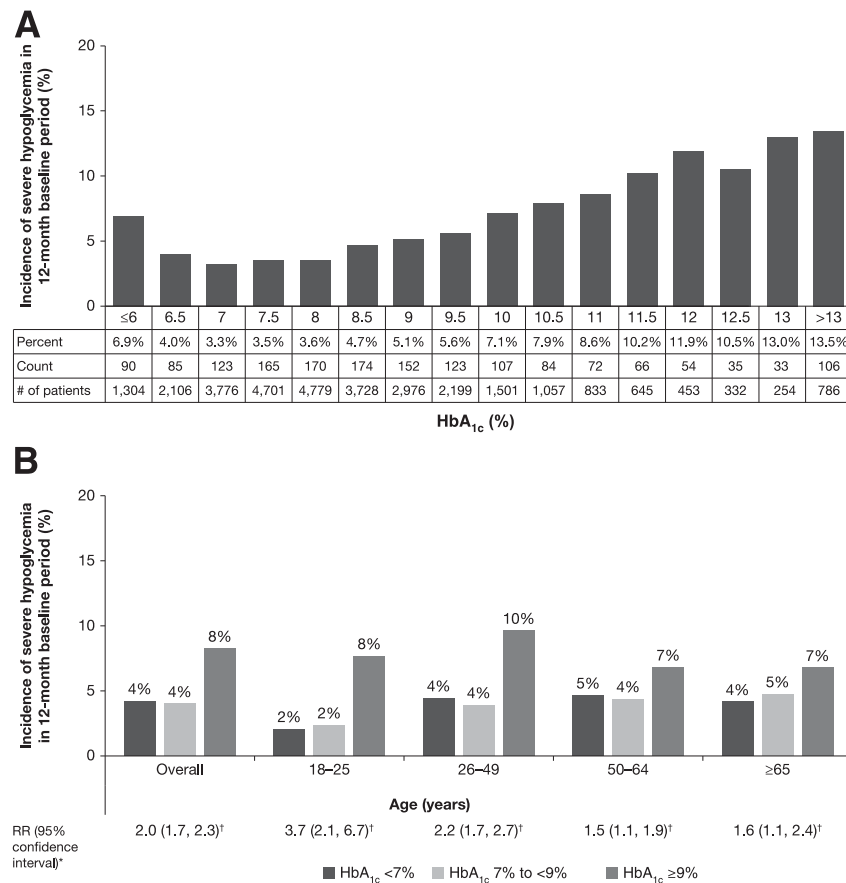 A
Incidence of severe hypoglycemia in
12-month baseline period (%)
20
15
10
5
0
≤6 6.5 7 7.5 8 8.5 9 9.5 10 10.5 11 11.5 12 12.5 13 >13
Percent 6.9% 4.0% 3.3% 3.5% 3.6% 4.7% 5.1% 5.6% 7.1% 7.9% 8.6% 10.2% 11.9% 10.5% 13.0% 13.5%
Count 90 85 123 165 170 174 152 123 107 84 72 66 54 35 33 106
# of patients 1,304 2,106 3,776 4,701 4,779 3,728 2,976 2,199 1,501 1,057 833 645 453 332 254 786
HbA1c (%)
B
Incidence of severe hypoglycemia
in 12-month baseline period (%)
20
15
10
5
0
4% 4% 8%
2% 2% 8%
4% 4% 10%
5% 4% 7%
4% 5% 7%
Overall 18–25 26–49 50–64 ≥65
Age (years)
RR (95%
confidence
interval)*
2.0 (1.7, 2.3)† 3.7 (2.1, 6.7)† 2.2 (1.7, 2.7)† 1.5 (1.1, 1.9)† 1.6 (1.1, 2.4)†
HbA1c <7% HbA1c 7% to <9% HbA1c ≥9%